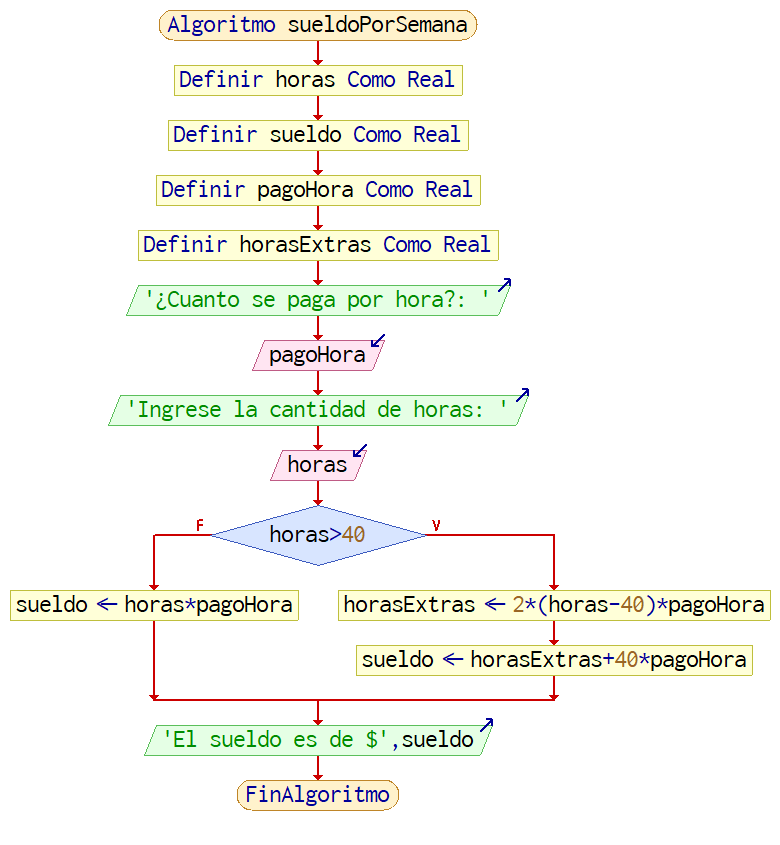 Algoritmo sueldoPorSemana
Definir horas Como Real
Definir sueldo Como Real
Definir pagoHora Como Real
Definir horasExtras Como Real
'¿Cuanto se paga por hora?: '
pagoHora
'Ingrese la cantidad de horas: '
horas
F
horas>40
V
sueldo ← horas*pagoHora
horasExtras ← 2*(horas-40)*pagoHora
sueldo ← horasExtras+40*pagoHora
'El sueldo es de $',sueldo
FinAlgoritmo